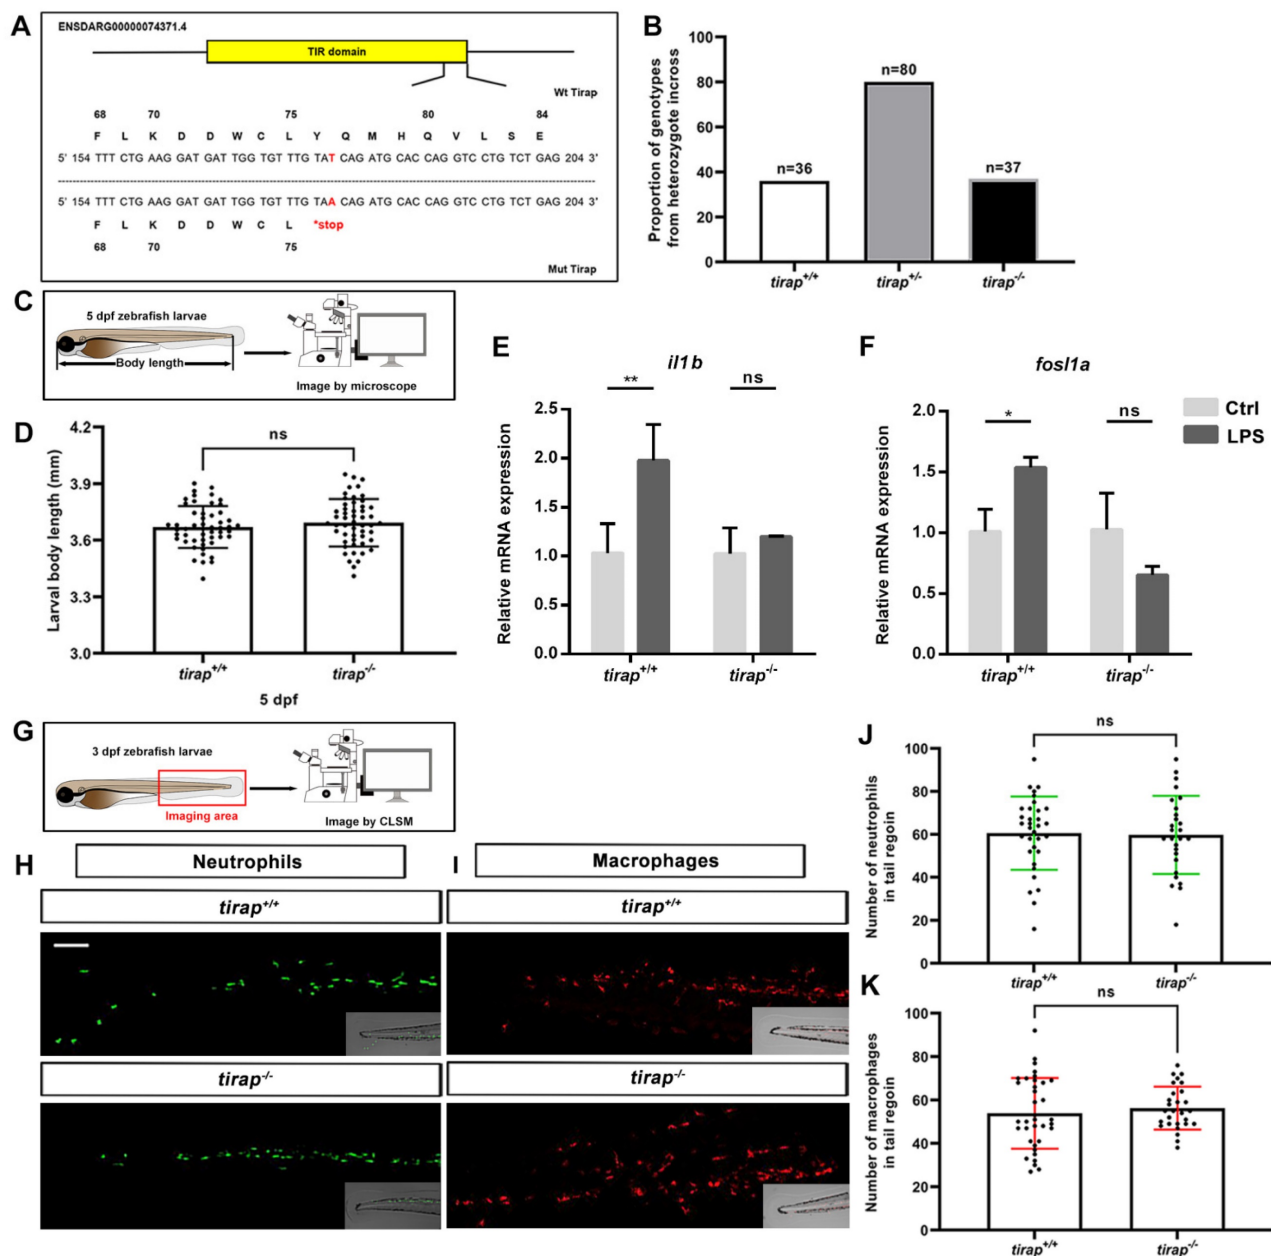 A
ENSDARG00000074371.4
TIR domain
Wt Tirap
68 70 75 80 84
F L K D D W C L Y Q M H Q V L S E
5' 154 TTT CTG AAG GAT GAT TGG TGT TTG TAT CAG ATG CAC CAG GTC CTG TCT GAG 204 3'
5' 154 TTT CTG AAG GAT GAT TGG TGT TTG TAA CAG ATG CAC CAG GTC CTG TCT GAG 204 3'
F L K D D W C L *stop
68 70 75
Mut Tirap
B
Proportion of genotypes
from heterozygote incross
100
80
60
40
20
0
n=36
n=80
n=37
tirap+/+
tirap+/-
tirap-/-
C
5 dpf zebrafish larvae
Body length
Image by microscope
D
Larval body length (mm)
4.2
3.9
3.6
3.3
3.0
ns
tirap+/+
tirap-/-
5 dpf
E
il1b
Relative mRNA expression
2.5
2.0
1.5
1.0
0.5
0.0
**
ns
tirap+/+
tirap-/-
F
fosl1a
Relative mRNA expression
2.0
1.5
1.0
0.5
0.0
*
ns
tirap+/+
tirap-/-
Ctrl
LPS
G
3 dpf zebrafish larvae
Imaging area
Image by CLSM
H
Neutrophils
tirap+/+
tirap-/-
I
Macrophages
tirap+/+
tirap-/-
J
Number of neutrophils
in tail regoin
100
80
60
40
20
0
ns
tirap+/+
tirap-/-
K
Number of macrophages
in tail regoin
100
80
60
40
20
0
ns
tirap+/+
tirap-/-